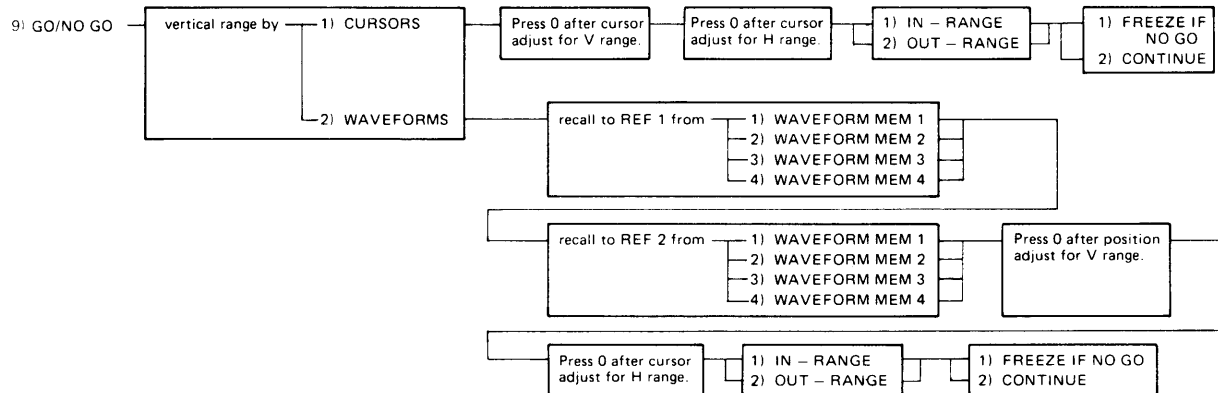 9) GO/NO GO
vertical range by
1) CURSORS
2) WAVEFORMS
Press 0 after cursor
adjust for V range.
Press 0 after cursor
adjust for H range.
1) IN – RANGE
2) OUT – RANGE
1) FREEZE IF
NO GO
2) CONTINUE
recall to REF 1 from
1) WAVEFORM MEM 1
2) WAVEFORM MEM 2
3) WAVEFORM MEM 3
4) WAVEFORM MEM 4
recall to REF 2 from
1) WAVEFORM MEM 1
2) WAVEFORM MEM 2
3) WAVEFORM MEM 3
4) WAVEFORM MEM 4
Press 0 after position
adjust for V range.
Press 0 after cursor
adjust for H range.
1) IN – RANGE
2) OUT – RANGE
1) FREEZE IF NO GO
2) CONTINUE